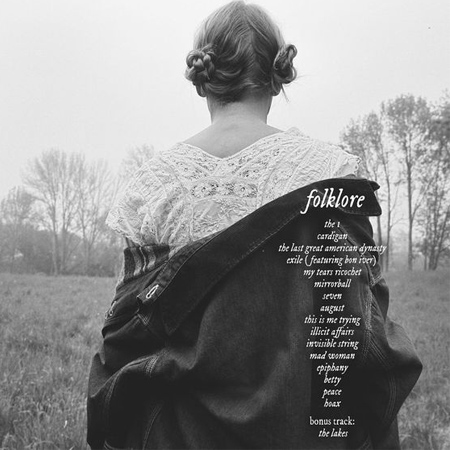 folklore
the 1
cardigan
the last great american dynasty
exile (featuring bon iver)
my tears ricochet
mirrorball
seven
august
this is me trying
illicit affairs
invisible string
mad woman
epiphany
betty
peace
hoax
bonus track:
the lakes